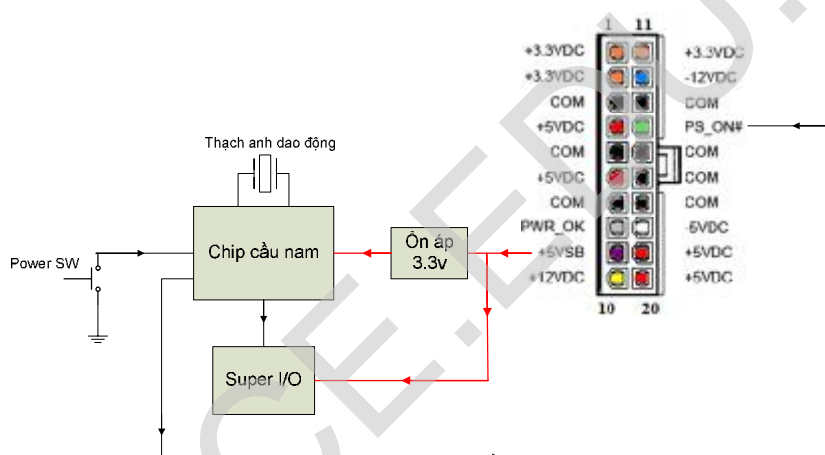 1 11
+3.3VDC +3.3VDC
+3.3VDC -12VDC
COM COM
+5VDC PS_ON#
COM COM
+5VDC COM
COM COM
PWR_OK -5VDC
+5VSB +5VDC
+12VDC +5VDC
10 20
Thạch anh dao động
Chip cầu nam
Ổn áp
3.3v
Power SW
Super I/O
CE.EDU.